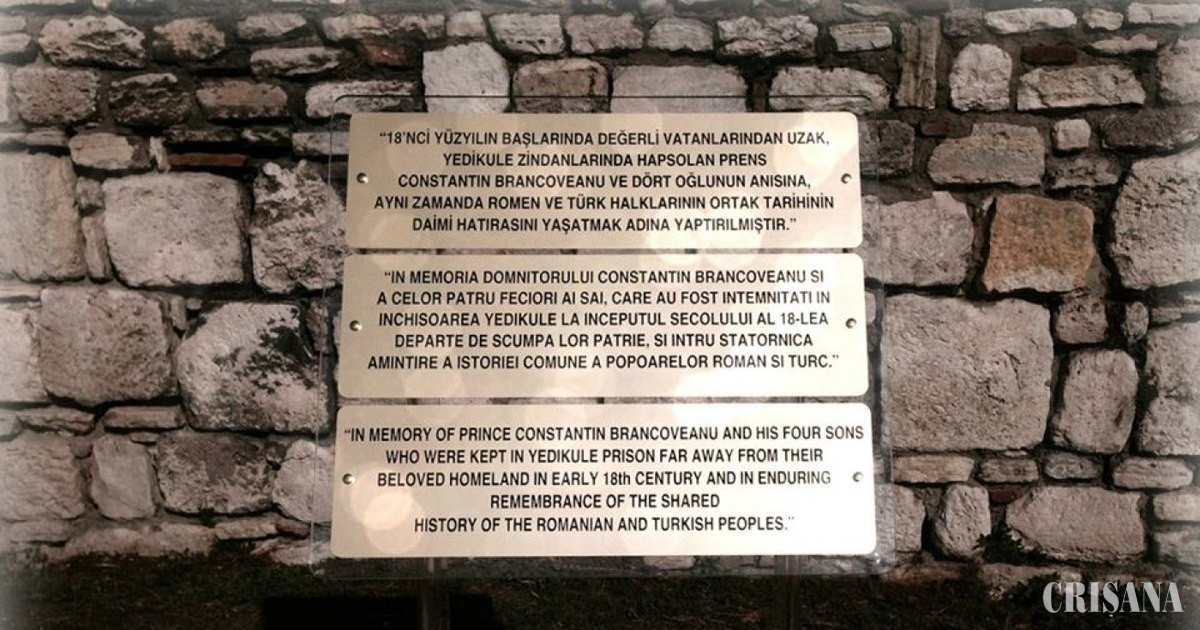 “18’NCİ YÜZYILIN BAŞLARINDA DEĞERLİ VATANLARINDAN UZAK,
YEDİKULE ZİNDANLARINDA HAPSOLAN PRENS
CONSTANTIN BRANCOVEANU VE DÖRT OĞLUNUN ANISINA,
AYNI ZAMANDA ROMEN VE TÜRK HALKLARININ ORTAK TARİHİNİN
DAİMİ HATIRASINI YAŞATMAK ADINA YAPTIRILMIŞTIR.”
“IN MEMORIA DOMNITORULUI CONSTANTIN BRANCOVEANU SI
A CELOR PATRU FECIORI AI SAI, CARE AU FOST INTEMNITATI IN
INCHISOAREA YEDIKULE LA INCEPUTUL SECOLULUI AL 18-LEA
DEPARTE DE SCUMPA LOR PATRIE, SI INTRU STATORNICA
AMINTIRE A ISTORIEI COMUNE A POPOARELOR ROMAN SI TURC.”
“IN MEMORY OF PRINCE CONSTANTIN BRANCOVEANU AND HIS FOUR SONS
WHO WERE KEPT IN YEDIKULE PRISON FAR AWAY FROM THEIR
BELOVED HOMELAND IN EARLY 18th CENTURY AND IN ENDURING
REMEMBRANCE OF THE SHARED
HISTORY OF THE ROMANIAN AND TURKISH PEOPLES.”
CRIȘANA